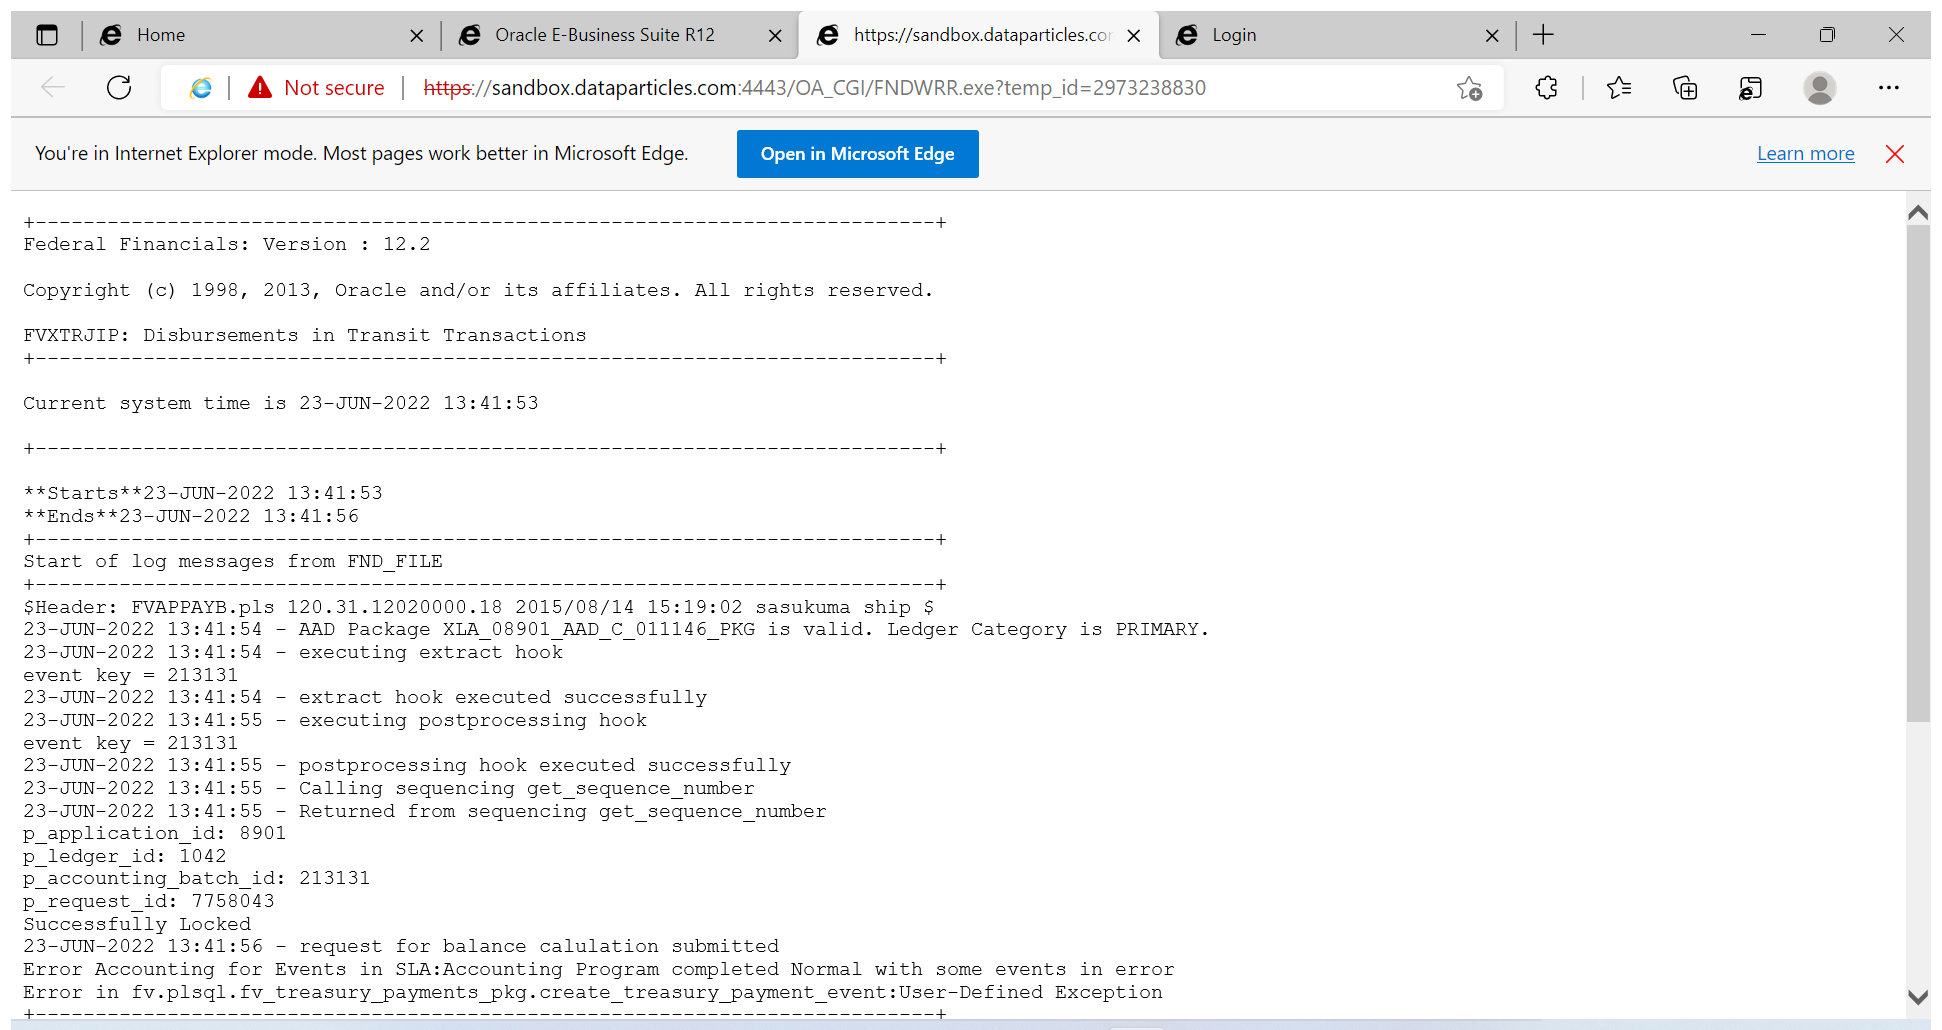 Home
Oracle E-Business Suite R12
https://sandbox.dataparticles.cor
Login
Not secure
https://sandbox.dataparticles.com:4443/OA_CGI/FNDWRR.exe?temp_id=2973238830
You're in Internet Explorer mode. Most pages work better in Microsoft Edge.
Open in Microsoft Edge
Learn more
+---------------------------------------------------------------------------+
Federal Financials: Version : 12.2
Copyright (c) 1998, 2013, Oracle and/or its affiliates. All rights reserved.
FVXTRJIP: Disbursements in Transit Transactions
+---------------------------------------------------------------------------+
Current system time is 23-JUN-2022 13:41:53
+---------------------------------------------------------------------------+
**Starts**23-JUN-2022 13:41:53
**Ends**23-JUN-2022 13:41:56
+---------------------------------------------------------------------------+
Start of log messages from FND_FILE
+---------------------------------------------------------------------------+
$Header: FVAPPAYB.pls 120.31.12020000.18 2015/08/14 15:19:02 sasukuma ship $
23-JUN-2022 13:41:54 - AAD Package XLA_08901_AAD_C_011146_PKG is valid. Ledger Category is PRIMARY.
23-JUN-2022 13:41:54 - executing extract hook
event key = 213131
23-JUN-2022 13:41:54 - extract hook executed successfully
23-JUN-2022 13:41:55 - executing postprocessing hook
event key = 213131
23-JUN-2022 13:41:55 - postprocessing hook executed successfully
23-JUN-2022 13:41:55 - Calling sequencing get_sequence_number
23-JUN-2022 13:41:55 - Returned from sequencing get_sequence_number
p_application_id: 8901
p_ledger_id: 1042
p_accounting_batch_id: 213131
p_request_id: 7758043
Successfully Locked
23-JUN-2022 13:41:56 - request for balance calulation submitted
Error Accounting for Events in SLA:Accounting Program completed Normal with some events in error
Error in fv.plsql.fv_treasury_payments_pkg.create_treasury_payment_event:User-Defined Exception
+---------------------------------------------------------------------------+